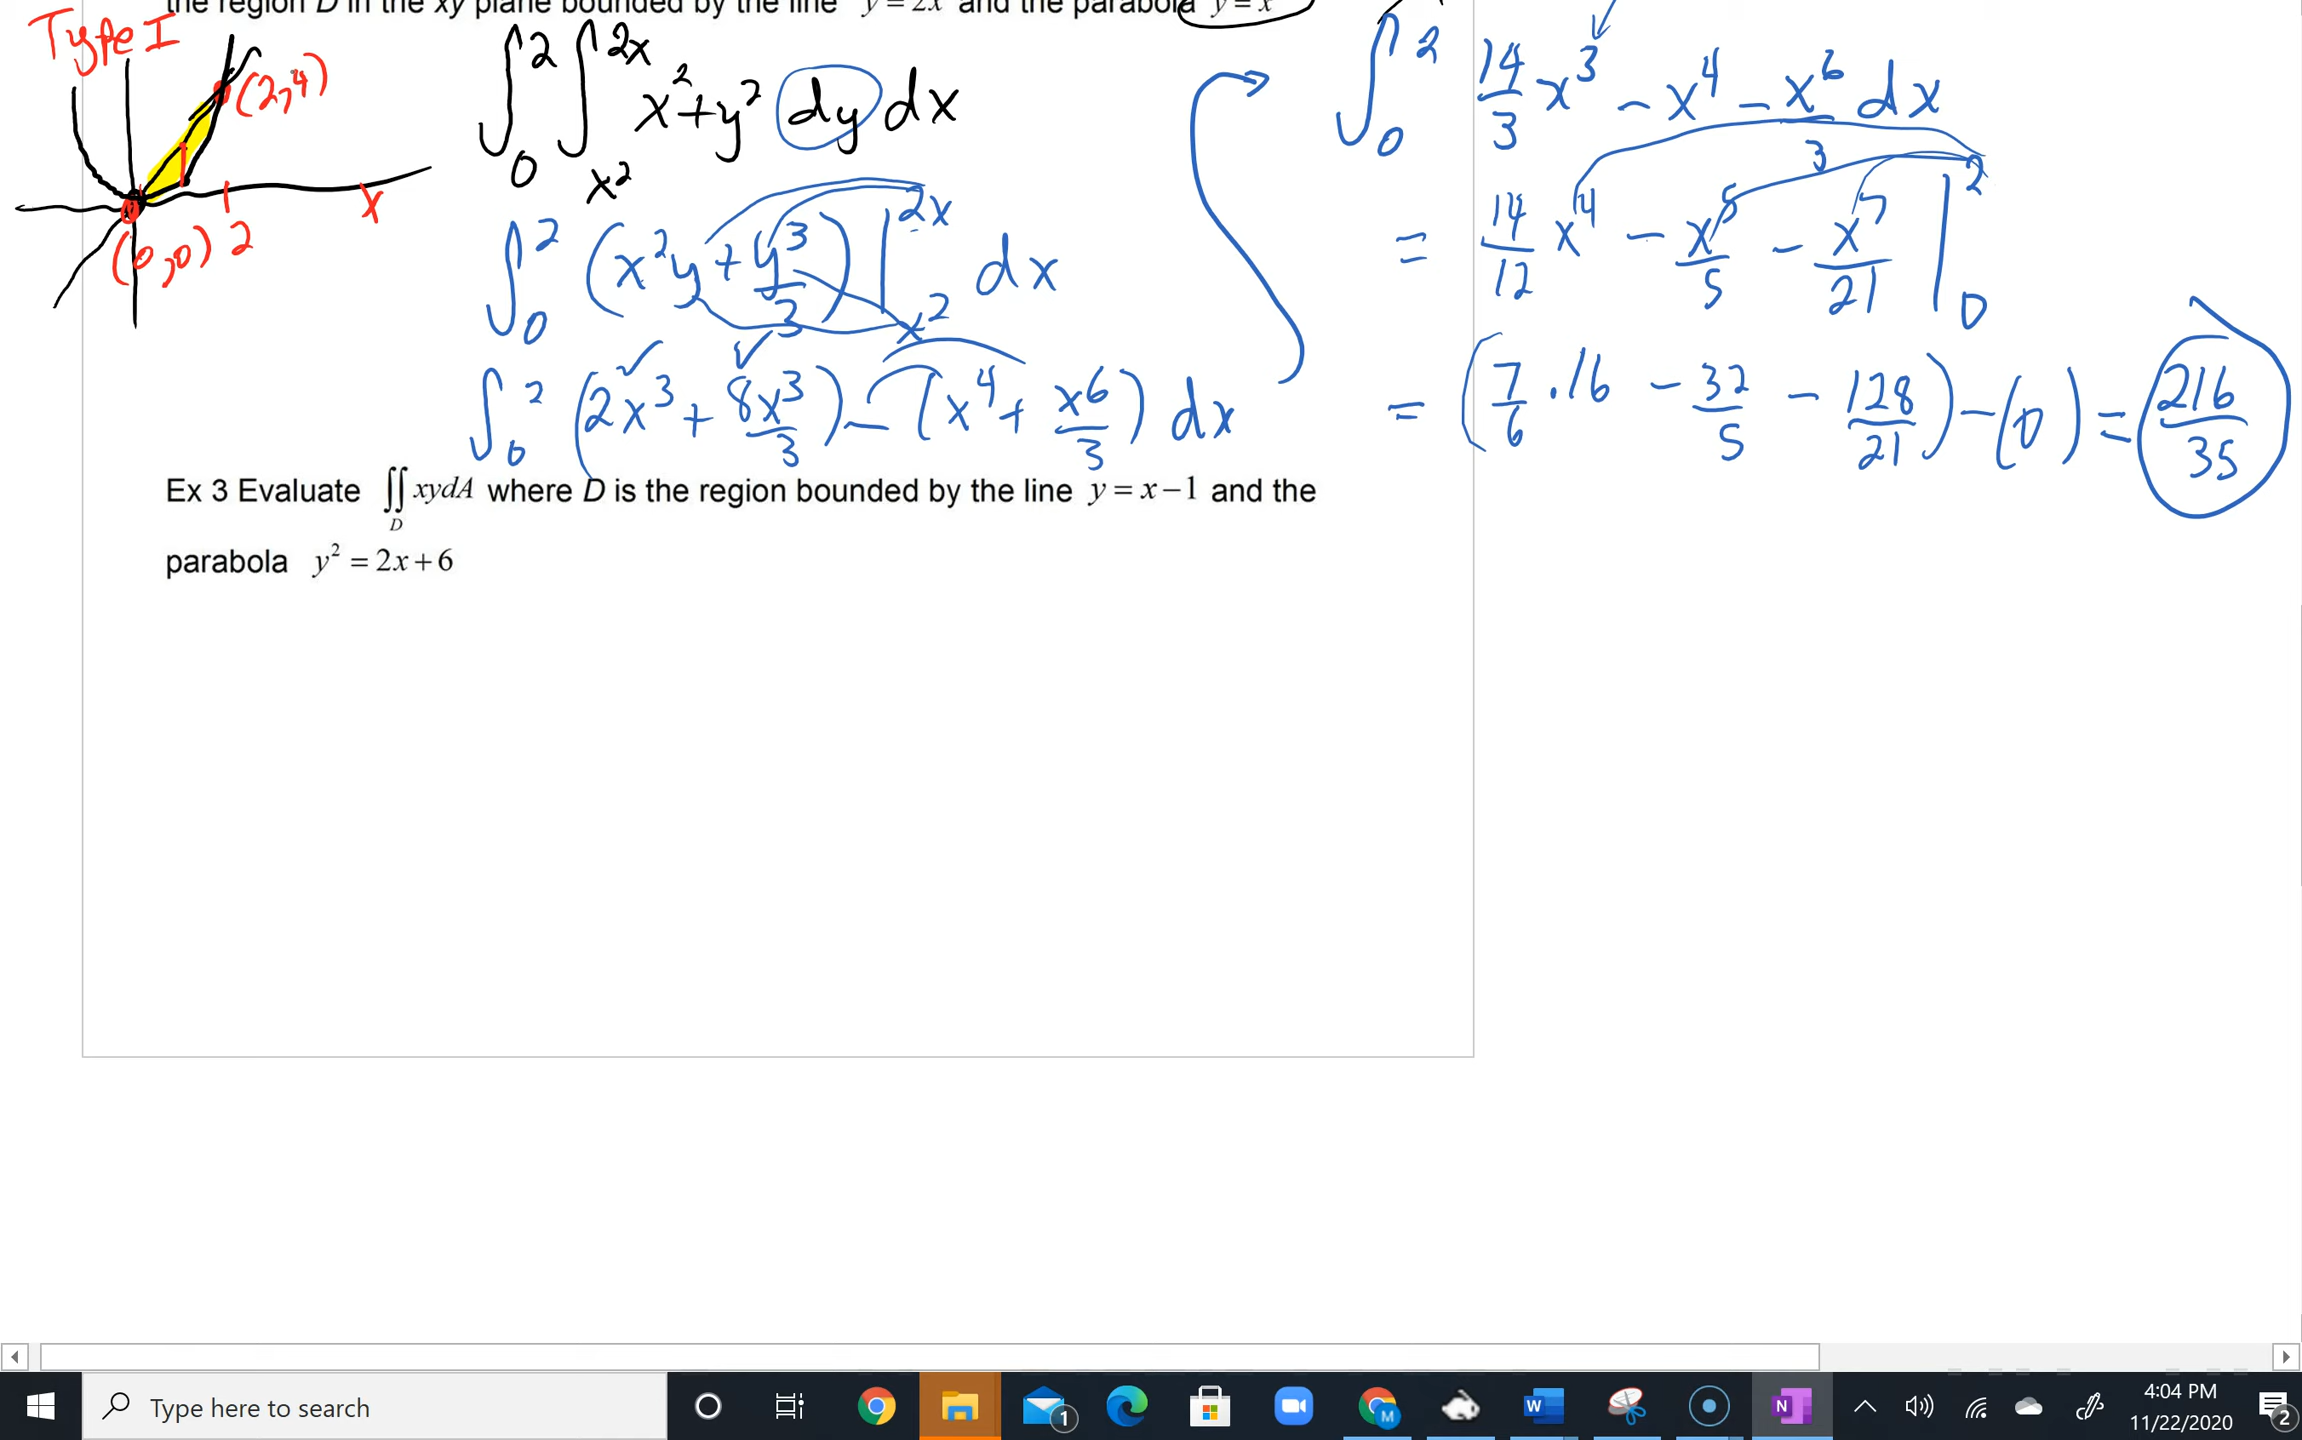 the region D in the xy plane bounded by the line y = 2x and the parabola y = x
Type I
(2,4)
x
(0,0) 2
∫₀² ∫_{x²}^{2x} x² + y² dy dx
∫₀² (x²y + y³/3) |_{x²}^{2x} dx
∫₀² (2x³ + 8x³/3) - (x⁴ + x⁶/3) dx
∫₀² 14/3 x³ - x⁴ - x⁶/3 dx
= 14/12 x⁴ - x⁵/5 - x⁷/21 |₀²
= (7/6 · 16 - 32/5 - 128/21) - (0) = 216/35
Ex 3 Evaluate ∬_D xydA where D is the region bounded by the line y = x − 1 and the
parabola y² = 2x + 6
Type here to search
1
M
W
N
4:04 PM
11/22/2020
2